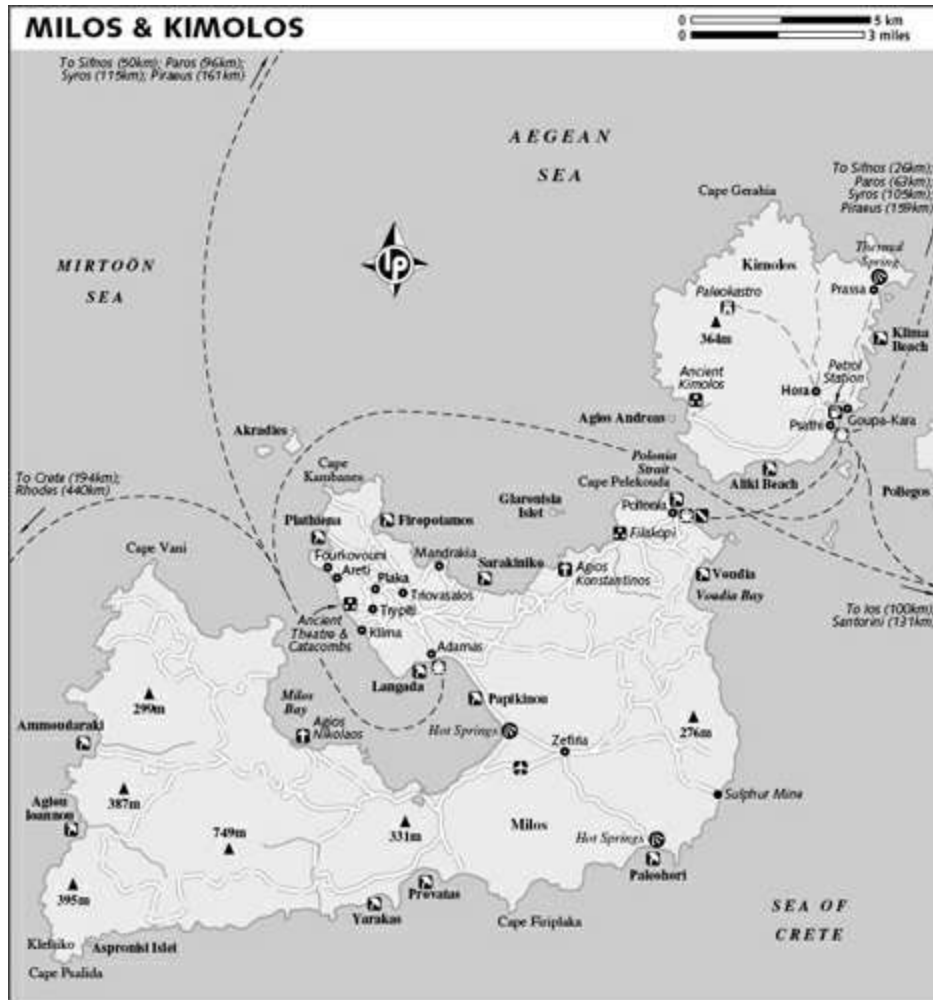 MILOS & KIMOLOS
0 5 km
0 3 miles
To Sifnos (50km); Paros (96km);
Syros (115km); Piraeus (161km)
AEGEAN
SEA
To Sifnos (26km);
Paros (63km);
Syros (105km);
Piraeus (159km)
Cape Gerahia
MIRTOÖN
SEA
lp
Kimolos
Thermal
Spring
Prassa
Paleokastro
364m
Klima
Beach
Ancient
Kimolos
Petrol
Station
Hora
Agios Andreas
Psathi
Goupa-Kara
Akradies
Polonia
Strait
To Crete (194km);
Rhodes (440km)
Cape
Kambanes
Cape Pelekouda
Aliki Beach
Poliegos
Glaronisia
Islet
Pollonia
Plathiena
Firopotamos
Filakopi
Cape Vani
Fourkovouni
Mandrakia
Sarakiniko
Areti
Agios
Konstantinos
Voudia
Plaka
Voudia Bay
Triovasalos
Trypiti
Ancient
Theatre &
Catacombs
To Ios (100km);
Santorini (131km)
Klima
Adamas
Langada
Milos
Bay
Papikinou
299m
Agios
Nikolaos
276m
Ammoudaraki
Hot Springs
Zefiria
387m
Sulphur Mine
Agiou
Ioannou
749m
331m
Milos
Hot Springs
Paleohori
395m
Provatas
Yarakas
Cape Firiplaka
SEA OF
CRETE
Kleftiko
Aspronisi Islet
Cape Psalida